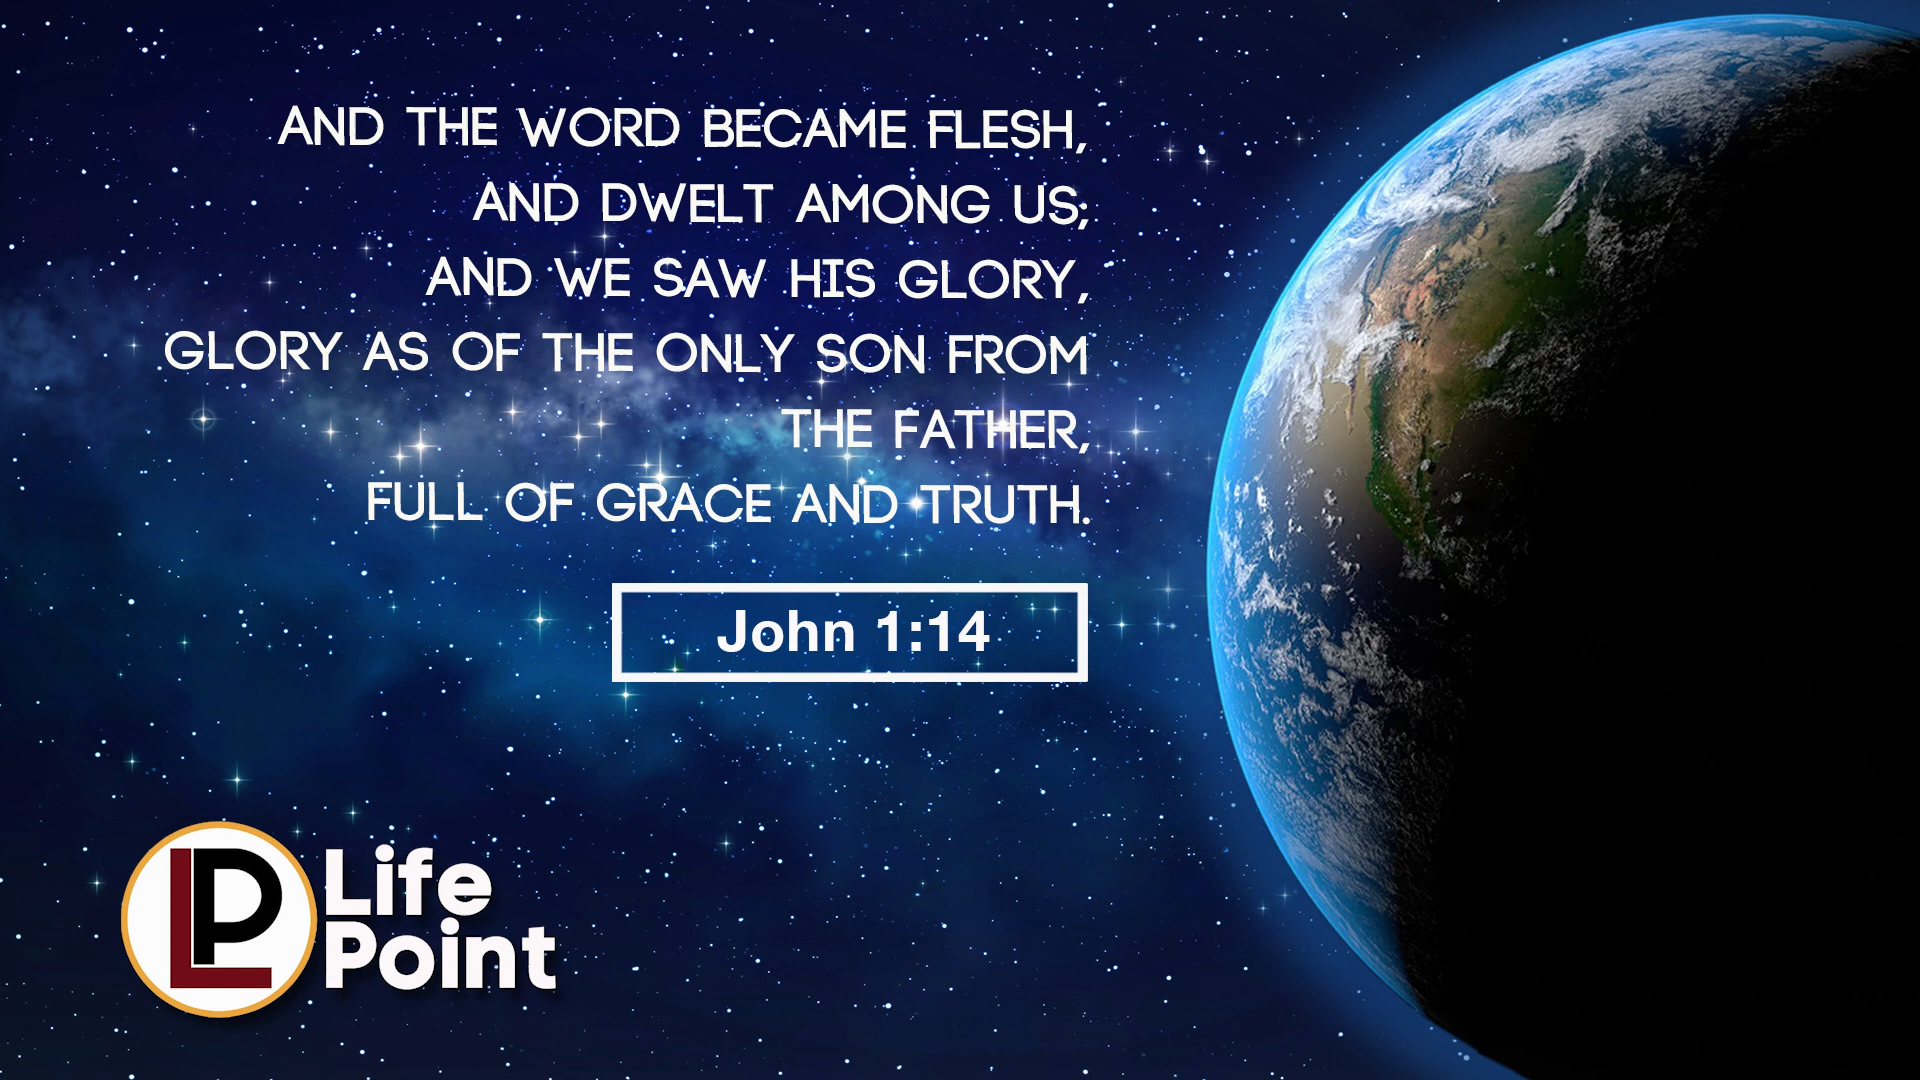 AND THE WORD BECAME FLESH,
AND DWELT AMONG US;
AND WE SAW HIS GLORY,
GLORY AS OF THE ONLY SON FROM
THE FATHER,
FULL OF GRACE AND TRUTH.
John 1:14
LP
Life
Point